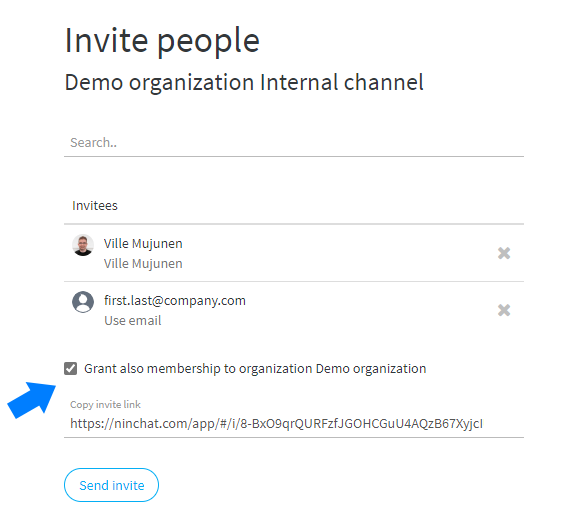 Invite people
Demo organization Internal channel
Search..
Invitees
Ville Mujunen
Ville Mujunen
first.last@company.com
Use email
Grant also membership to organization Demo organization
Copy invite link
https://ninchat.com/app/#/i/8-BxO9qrQURFzfJGOHCGuU4AQzB67XyjcI
Send invite